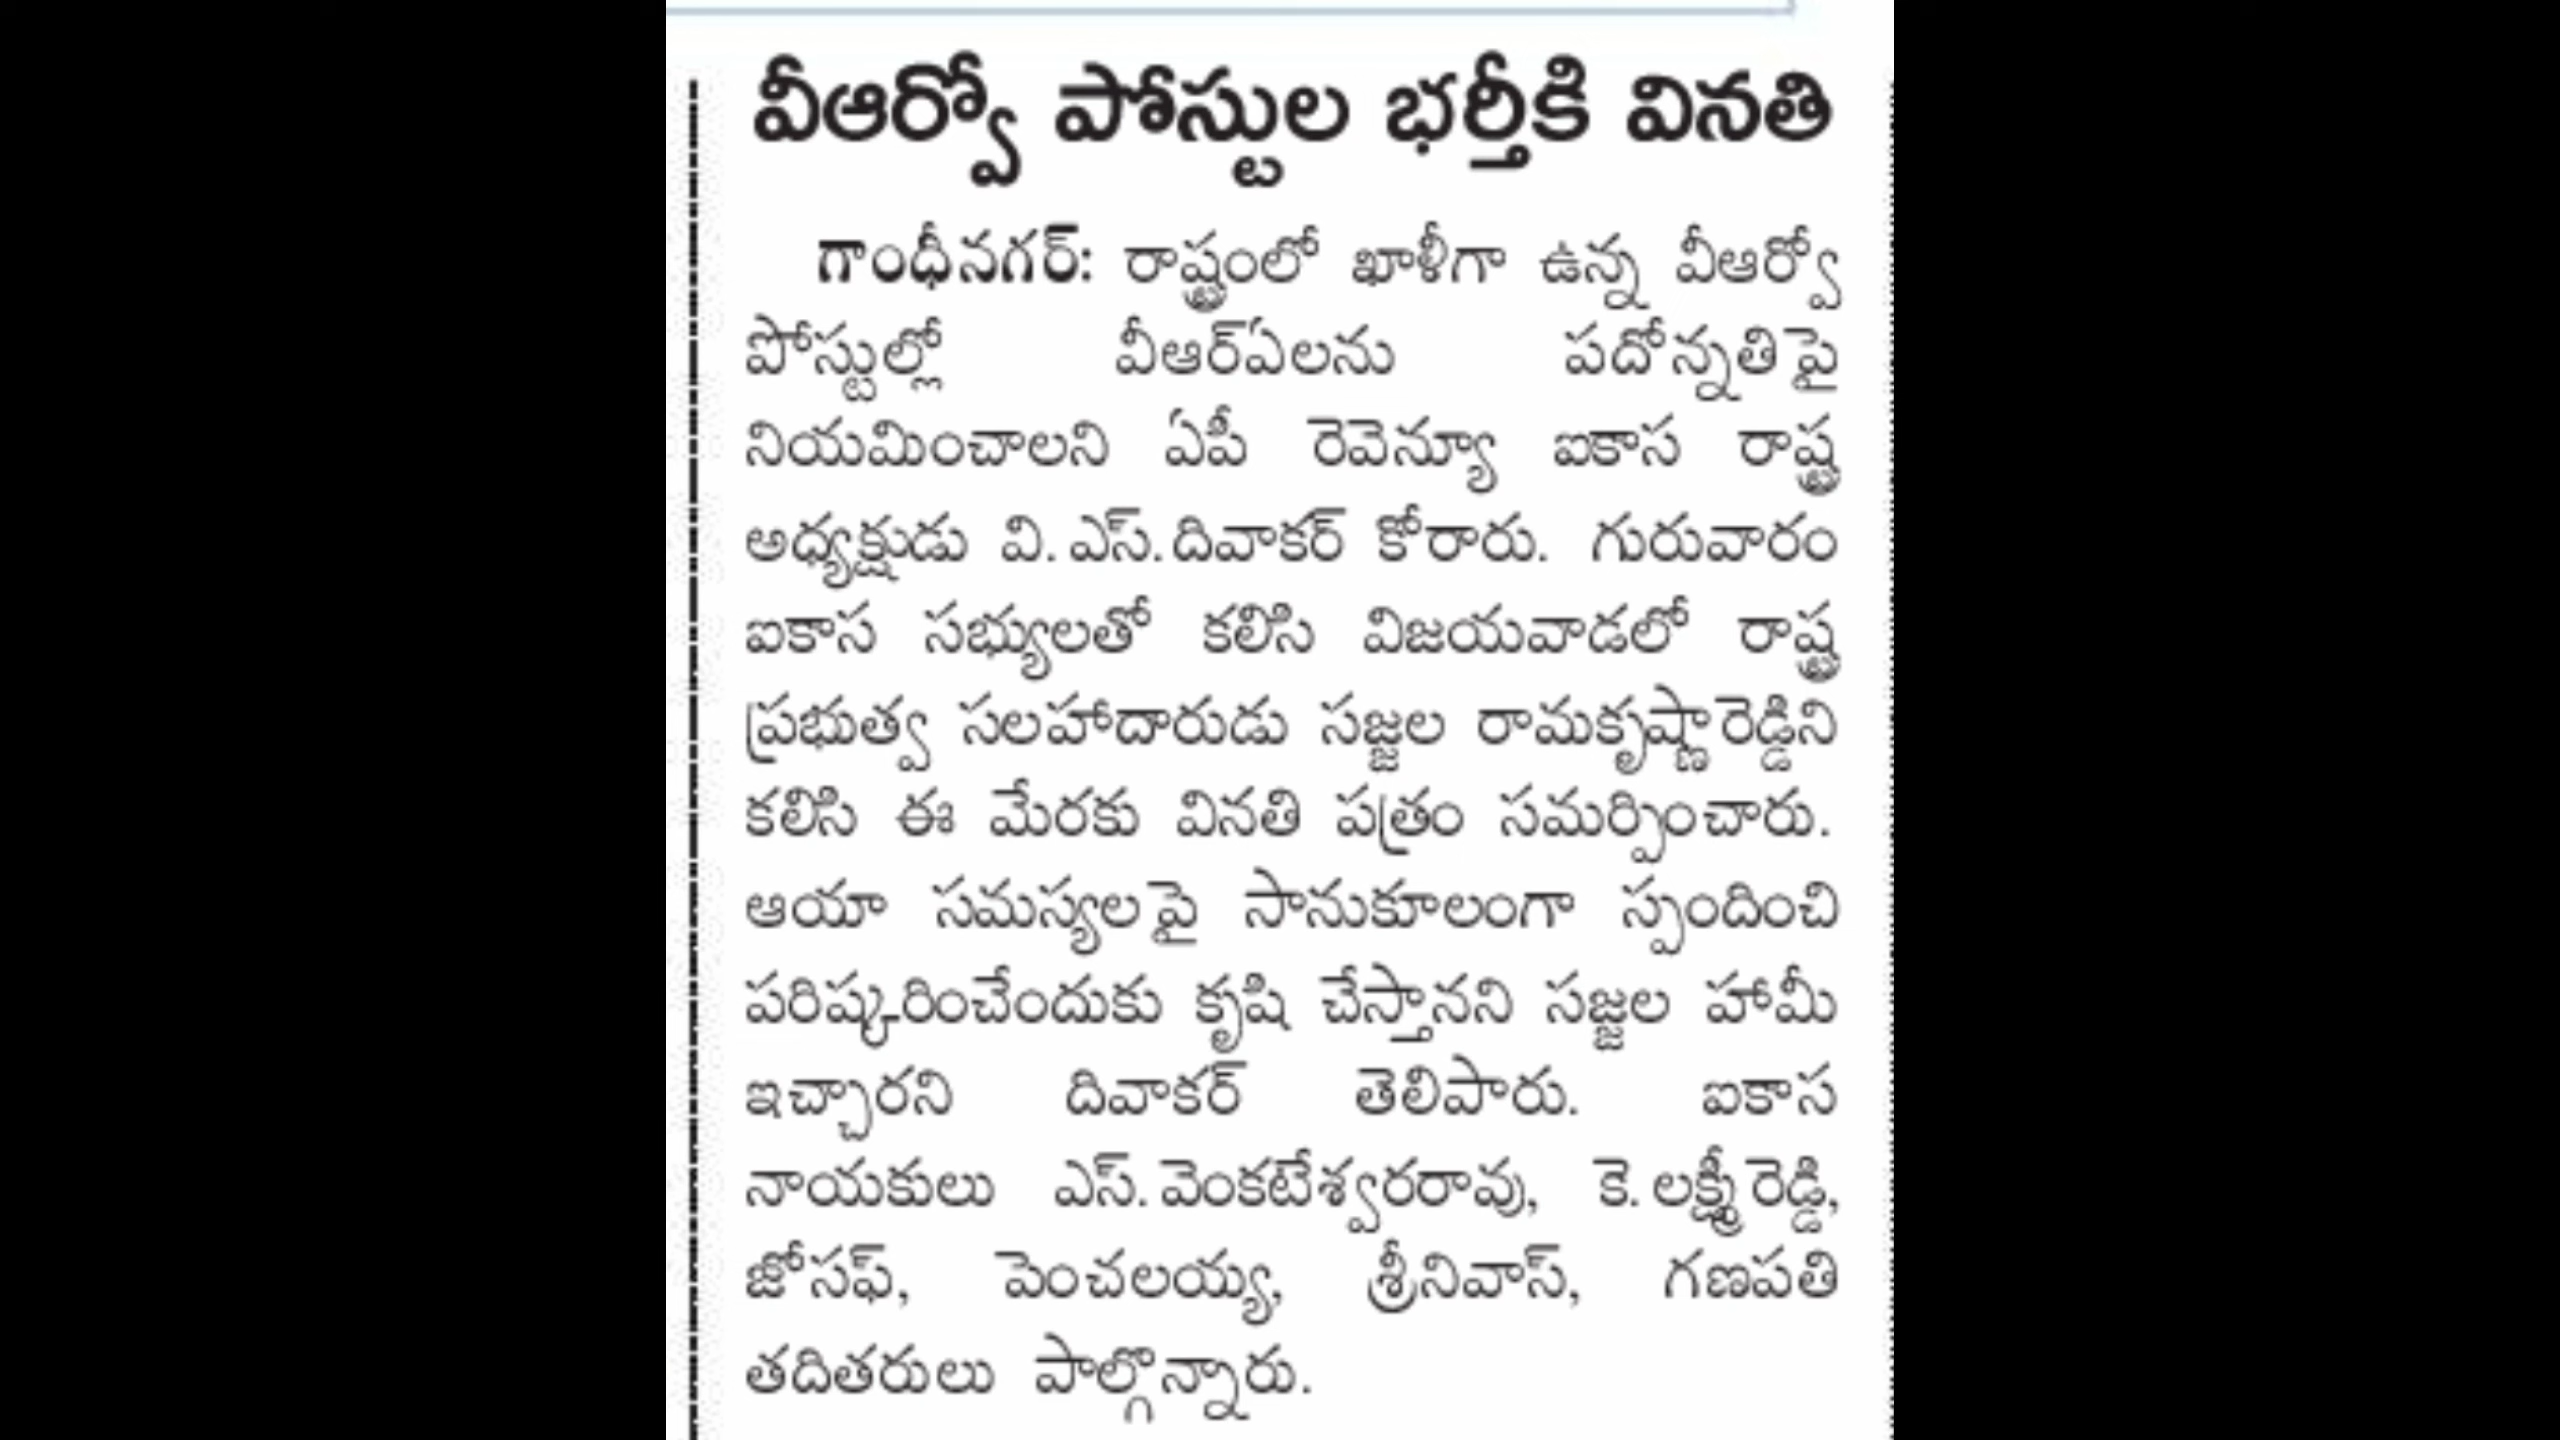 వీఆర్వో పోస్టుల భర్తీకి వినతి
గాంధీనగర్: రాష్ట్రంలో ఖాళీగా ఉన్న వీఆర్వో
పోస్టుల్లో వీఆర్ఏలను పదోన్నతిపై
నియమించాలని ఏపీ రెవెన్యూ ఐకాస రాష్ట్ర
అధ్యక్షుడు వి.ఎస్.దివాకర్ కోరారు. గురువారం
ఐకాస సభ్యులతో కలిసి విజయవాడలో రాష్ట్ర
ప్రభుత్వ సలహాదారుడు సజ్జల రామకృష్ణారెడ్డిని
కలిసి ఈ మేరకు వినతి పత్రం సమర్పించారు.
ఆయా సమస్యలపై సానుకూలంగా స్పందించి
పరిష్కరించేందుకు కృషి చేస్తానని సజ్జల హామీ
ఇచ్చారని దివాకర్ తెలిపారు. ఐకాస
నాయకులు ఎస్.వెంకటేశ్వరరావు, కె.లక్ష్మీరెడ్డి,
జోసఫ్, పెంచలయ్య, శ్రీనివాస్, గణపతి
తదితరులు పాల్గొన్నారు.